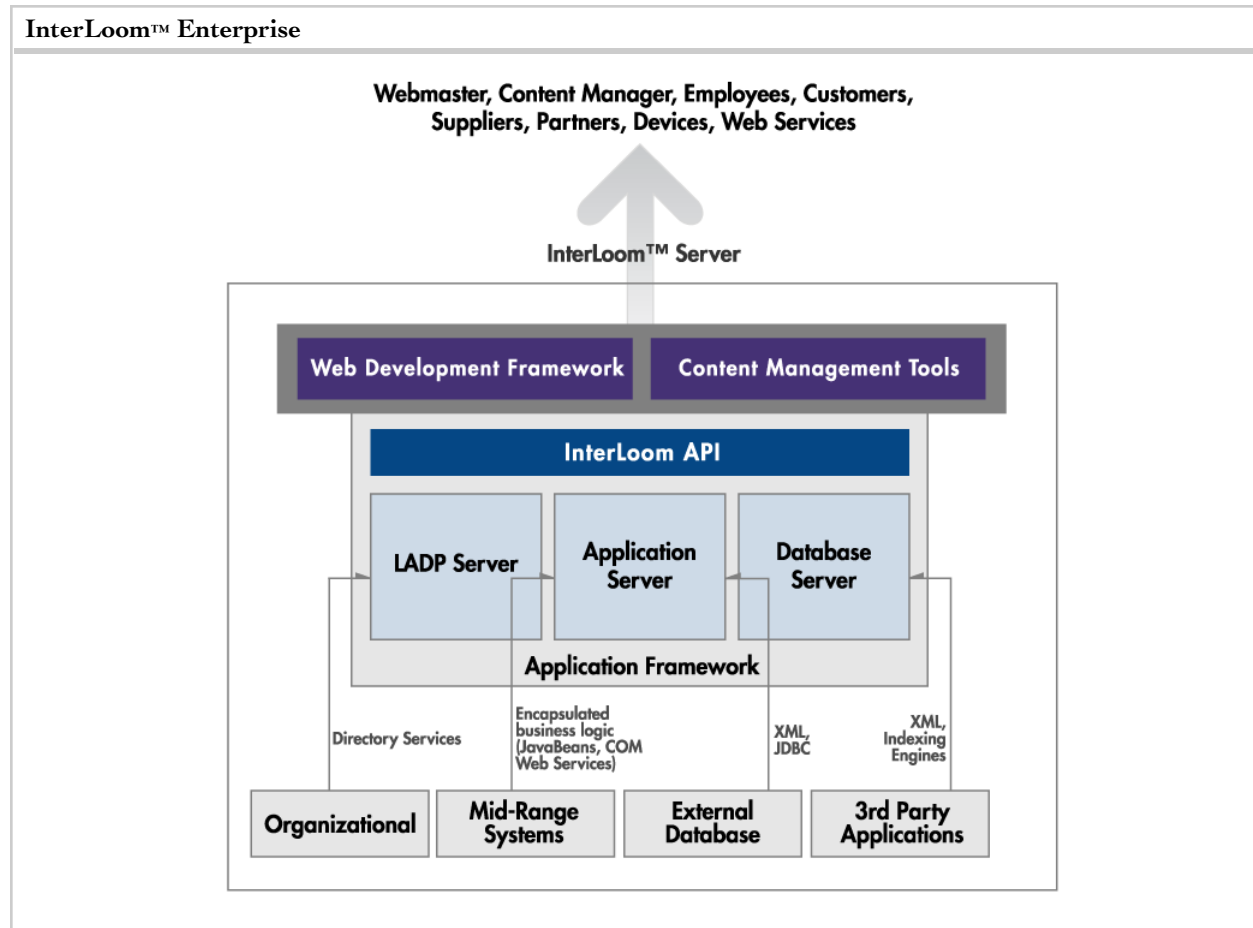 InterLoom™ Enterprise
Webmaster, Content Manager, Employees, Customers,
Suppliers, Partners, Devices, Web Services
InterLoom™ Server
Web Development Framework
Content Management Tools
InterLoom API
LADP Server
Application
Server
Database
Server
Application Framework
Directory Services
Encapsulated
business logic
(JavaBeans, COM
Web Services)
XML,
JDBC
XML,
Indexing
Engines
Organizational
Mid-Range
Systems
External
Database
3rd Party
Applications